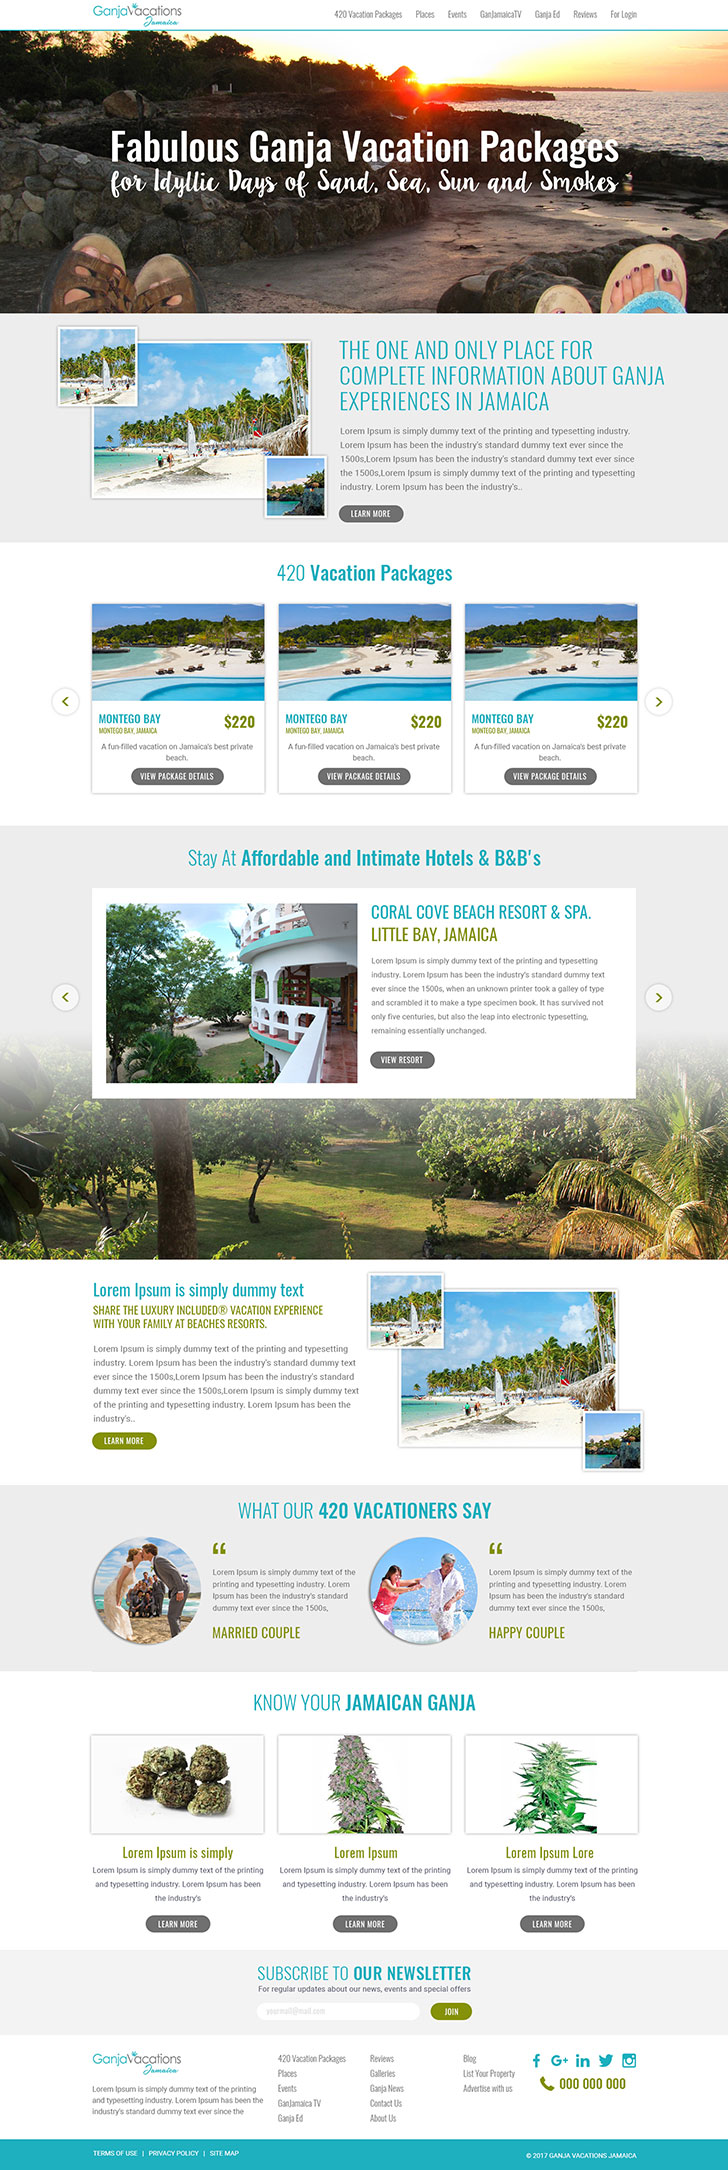 GanjaVacations
Jamaica
420 Vacation Packages Places Events GanJamaicaTV Ganja Ed Reviews For Login
Fabulous Ganja Vacation Packages
for Idyllic Days of Sand, Sea, Sun and Smokes
THE ONE AND ONLY PLACE FOR
COMPLETE INFORMATION ABOUT GANJA
EXPERIENCES IN JAMAICA
Lorem Ipsum is simply dummy text of the printing and typesetting industry.
Lorem Ipsum has been the industry's standard dummy text ever since the
1500s,Lorem Ipsum has been the industry's standard dummy text ever since
the 1500s,Lorem Ipsum is simply dummy text of the printing and typesetting
industry. Lorem Ipsum has been the industry's..
LEARN MORE
420 Vacation Packages
MONTEGO BAY
MONTEGO BAY, JAMAICA
$220
A fun-filled vacation on Jamaica's best private
beach.
VIEW PACKAGE DETAILS
MONTEGO BAY
MONTEGO BAY, JAMAICA
$220
A fun-filled vacation on Jamaica's best private
beach.
VIEW PACKAGE DETAILS
MONTEGO BAY
MONTEGO BAY, JAMAICA
$220
A fun-filled vacation on Jamaica's best private
beach.
VIEW PACKAGE DETAILS
Stay At Affordable and Intimate Hotels & B&B's
CORAL COVE BEACH RESORT & SPA.
LITTLE BAY, JAMAICA
Lorem Ipsum is simply dummy text of the printing and typesetting
industry. Lorem Ipsum has been the industry's standard dummy text
ever since the 1500s, when an unknown printer took a galley of type
and scrambled it to make a type specimen book. It has survived not
only five centuries, but also the leap into electronic typesetting,
remaining essentially unchanged.
VIEW RESORT
Lorem Ipsum is simply dummy text
SHARE THE LUXURY INCLUDED® VACATION EXPERIENCE
WITH YOUR FAMILY AT BEACHES RESORTS.
Lorem Ipsum is simply dummy text of the printing and typesetting
industry. Lorem Ipsum has been the industry's standard dummy text
ever since the 1500s,Lorem Ipsum has been the industry's standard
dummy text ever since the 1500s,Lorem Ipsum is simply dummy text
of the printing and typesetting industry. Lorem Ipsum has been the
industry's..
LEARN MORE
WHAT OUR 420 VACATIONERS SAY
“
Lorem Ipsum is simply dummy text of the
printing and typesetting industry. Lorem
Ipsum has been the industry's standard
dummy text ever since the 1500s,
MARRIED COUPLE
“
Lorem Ipsum is simply dummy text of the
printing and typesetting industry. Lorem
Ipsum has been the industry's standard
dummy text ever since the 1500s,
HAPPY COUPLE
KNOW YOUR JAMAICAN GANJA
Lorem Ipsum is simply
Lorem Ipsum is simply dummy text of the printing
and typesetting industry. Lorem Ipsum has been
the industry's
LEARN MORE
Lorem Ipsum
Lorem Ipsum is simply dummy text of the printing
and typesetting industry. Lorem Ipsum has been
the industry's
LEARN MORE
Lorem Ipsum Lore
Lorem Ipsum is simply dummy text of the printing
and typesetting industry. Lorem Ipsum has been
the industry's
LEARN MORE
SUBSCRIBE TO OUR NEWSLETTER
For regular updates about our news, events and special offers
yourmail@mail.com
JOIN
GanjaVacations
Jamaica
Lorem Ipsum is simply dummy text of the printing
and typesetting industry. Lorem Ipsum has been
the industry's standard dummy text ever since the
420 Vacation Packages
Places
Events
GanJamaica TV
Ganja Ed
Reviews
Galleries
Ganja News
Contact Us
About Us
Blog
List Your Property
Advertise with us
000 000 000
TERMS OF USE | PRIVACY POLICY | SITE MAP
© 2017 GANJA VACATIONS JAMAICA